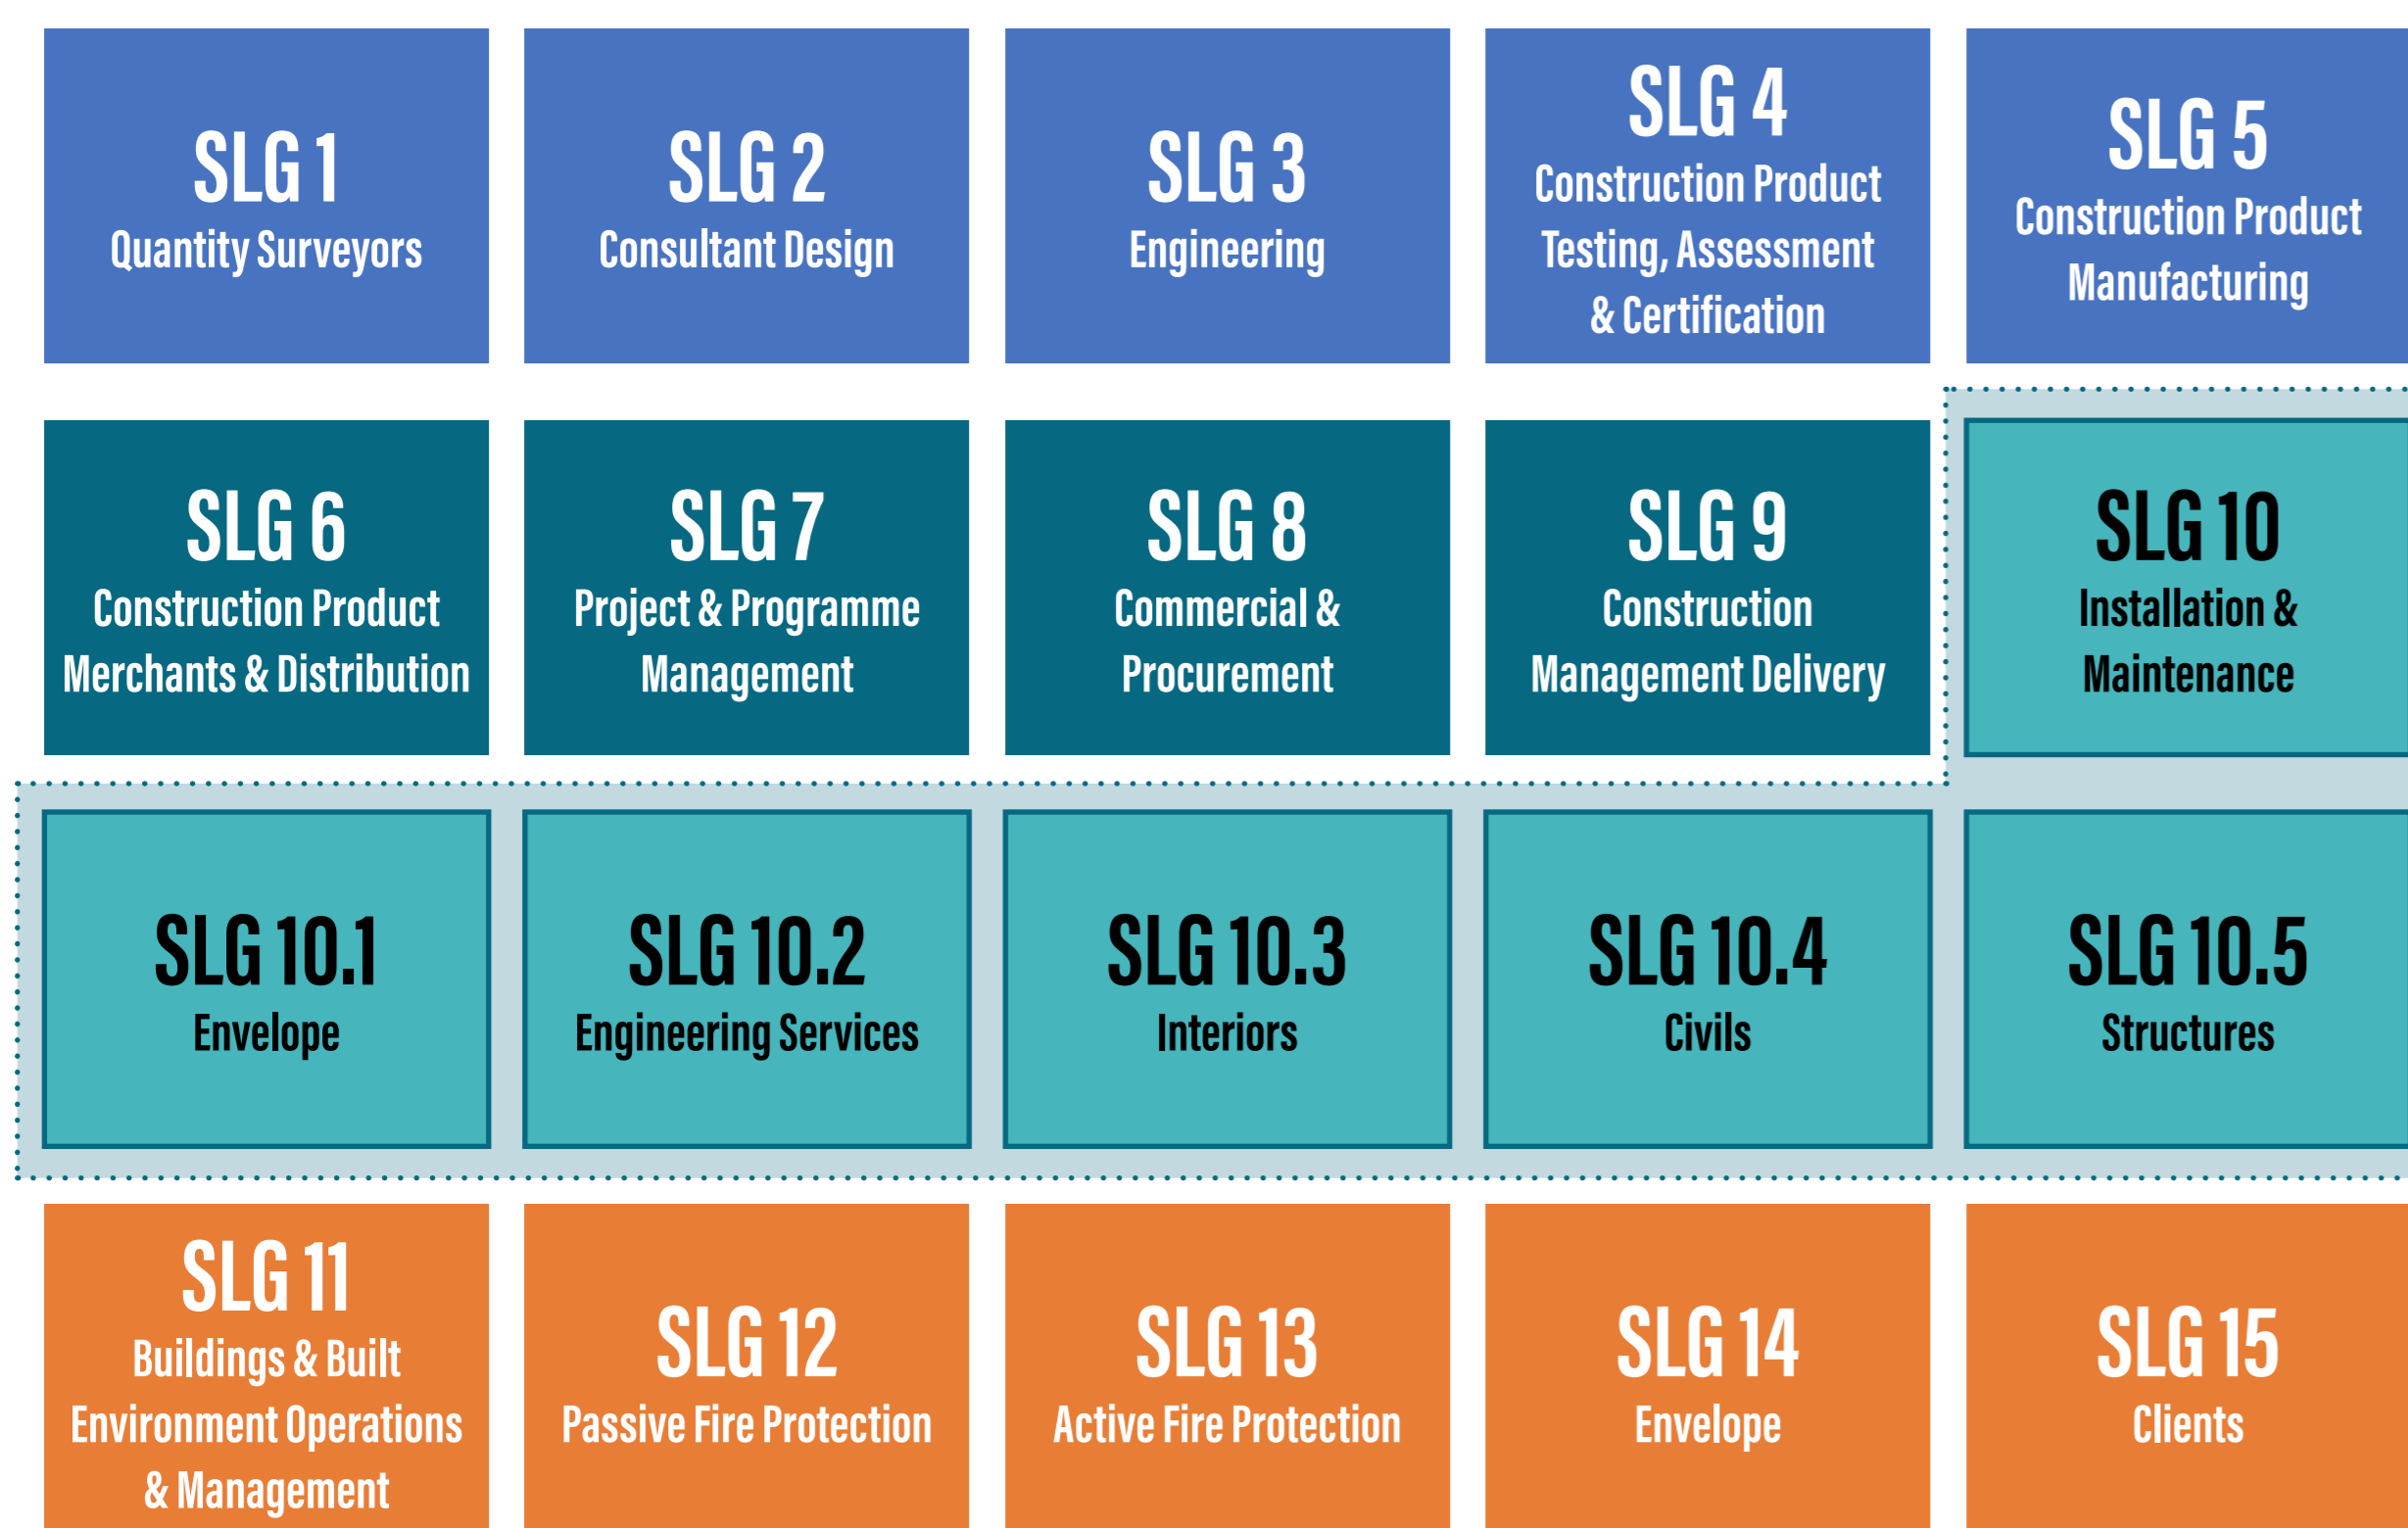 SLG 1
Quantity Surveyors
SLG 2
Consultant Design
SLG 3
Engineering
SLG 4
Construction Product
Testing, Assessment
& Certification
SLG 5
Construction Product
Manufacturing
SLG 6
Construction Product
Merchants & Distribution
SLG 7
Project & Programme
Management
SLG 8
Commercial &
Procurement
SLG 9
Construction
Management Delivery
SLG 10
Installation &
Maintenance
SLG 10.1
Envelope
SLG 10.2
Engineering Services
SLG 10.3
Interiors
SLG 10.4
Civils
SLG 10.5
Structures
SLG 11
Buildings & Built
Environment Operations
& Management
SLG 12
Passive Fire Protection
SLG 13
Active Fire Protection
SLG 14
Envelope
SLG 15
Clients